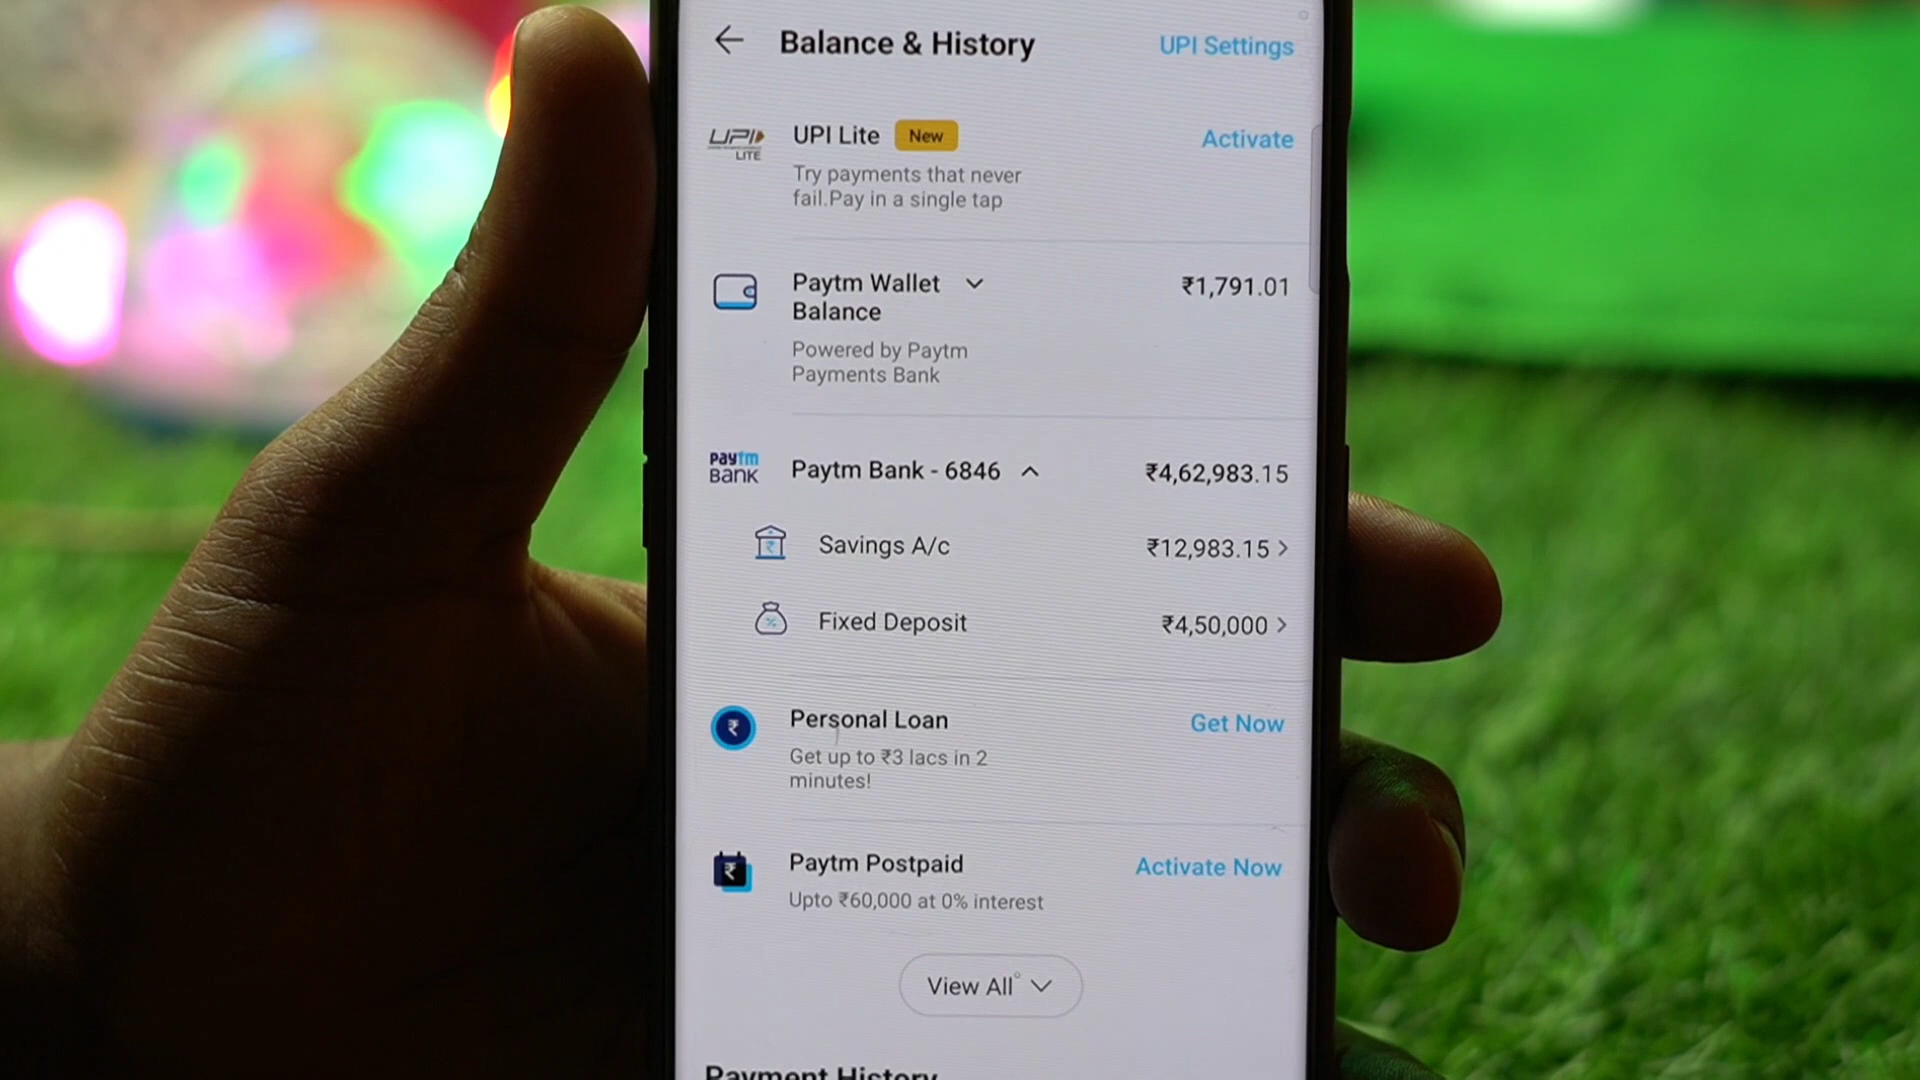 Balance & History UPI Settings
UPI LITE
UPI Lite New Activate
Try payments that never
fail.Pay in a single tap
Paytm Wallet ₹1,791.01
Balance
Powered by Paytm
Payments Bank
paytm BANK
Paytm Bank - 6846 ₹4,62,983.15
Savings A/c ₹12,983.15
Fixed Deposit ₹4,50,000
Personal Loan Get Now
Get up to ₹3 lacs in 2
minutes!
Paytm Postpaid Activate Now
Upto ₹60,000 at 0% interest
View All
Payment History